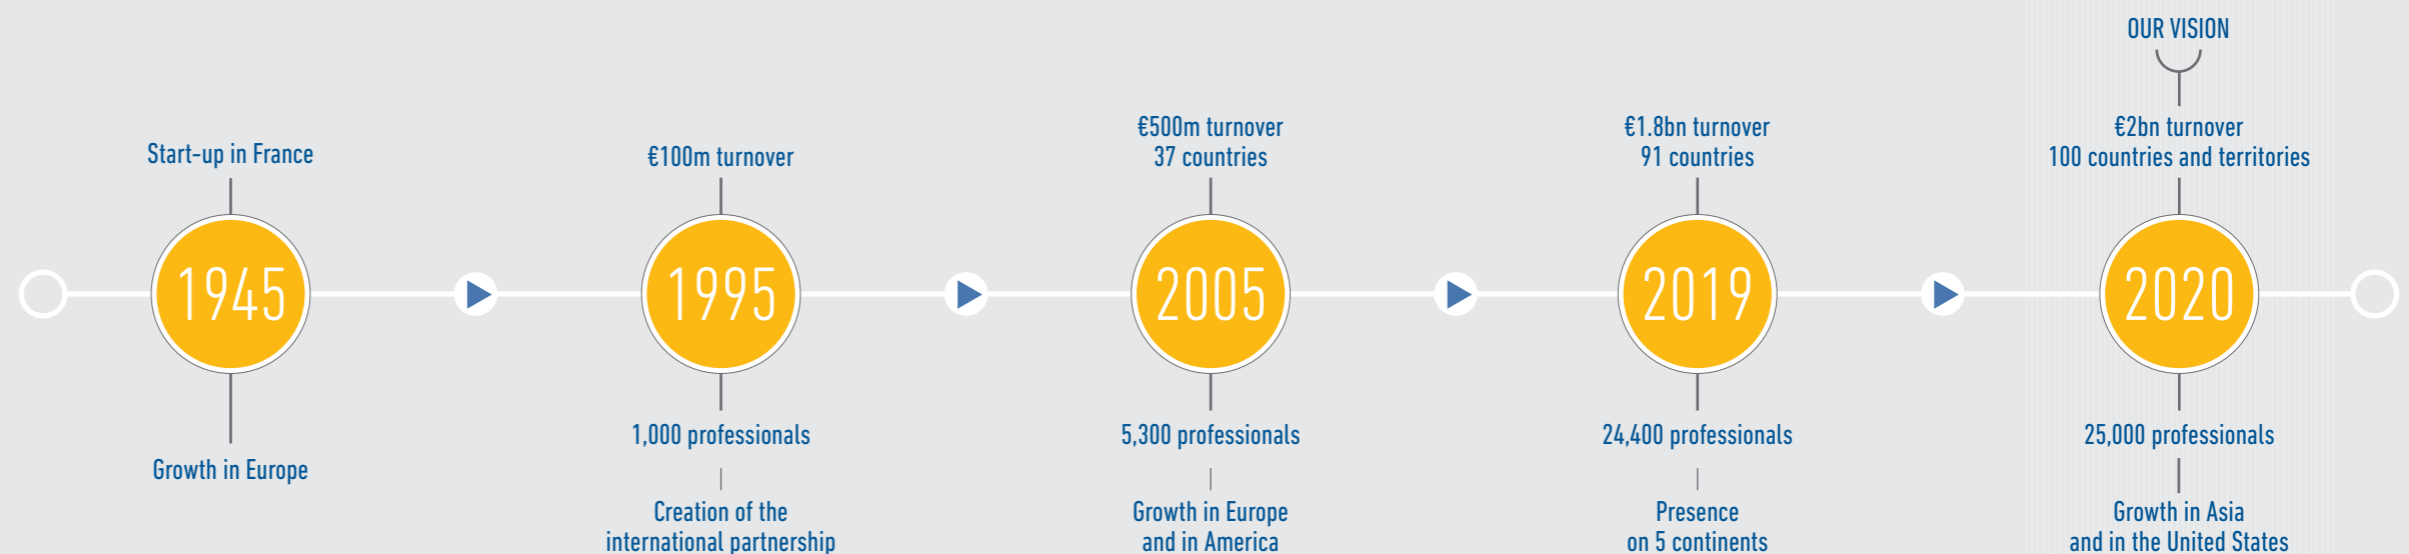 Start-up in France
1945
Growth in Europe
€100m turnover
1995
1,000 professionals
Creation of the
international partnership
€500m turnover
37 countries
2005
5,300 professionals
Growth in Europe
and in America
€1.8bn turnover
91 countries
2019
24,400 professionals
Presence
on 5 continents
OUR VISION
€2bn turnover
100 countries and territories
2020
25,000 professionals
Growth in Asia
and in the United States